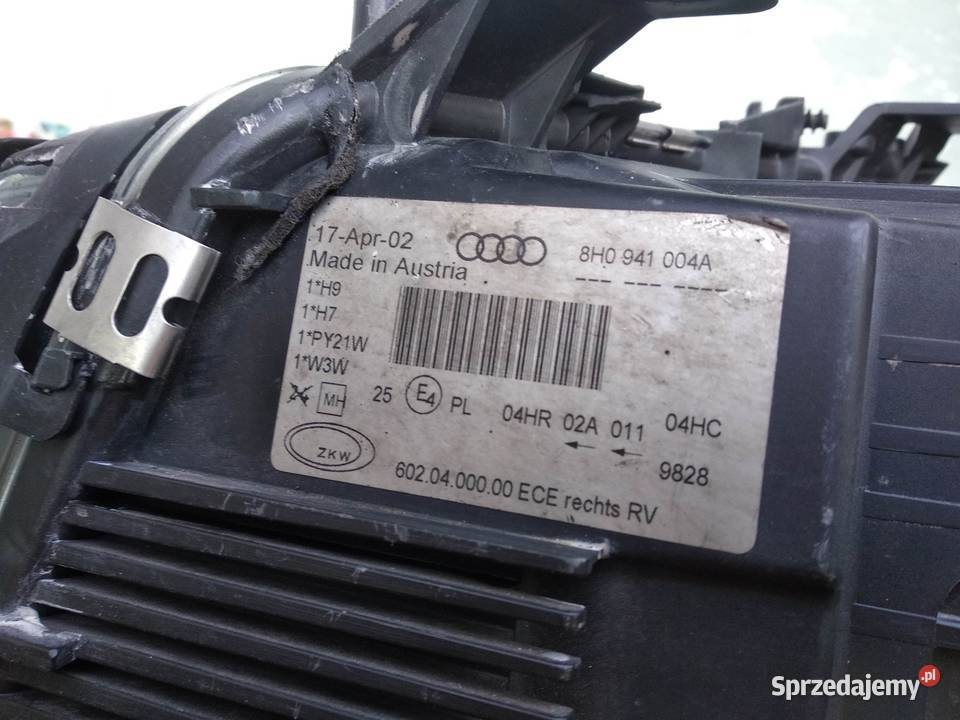 17-Apr-02 8H0 941 004A
Made in Austria --- --- ----
1*H9
1*H7
1*PY21W
1*W3W
MH 25 E4 PL 04HR 02A 011 04HC
← ← 9828
ZKW
602.04.000.00 ECE rechts RV
Sprzedajemy.pl